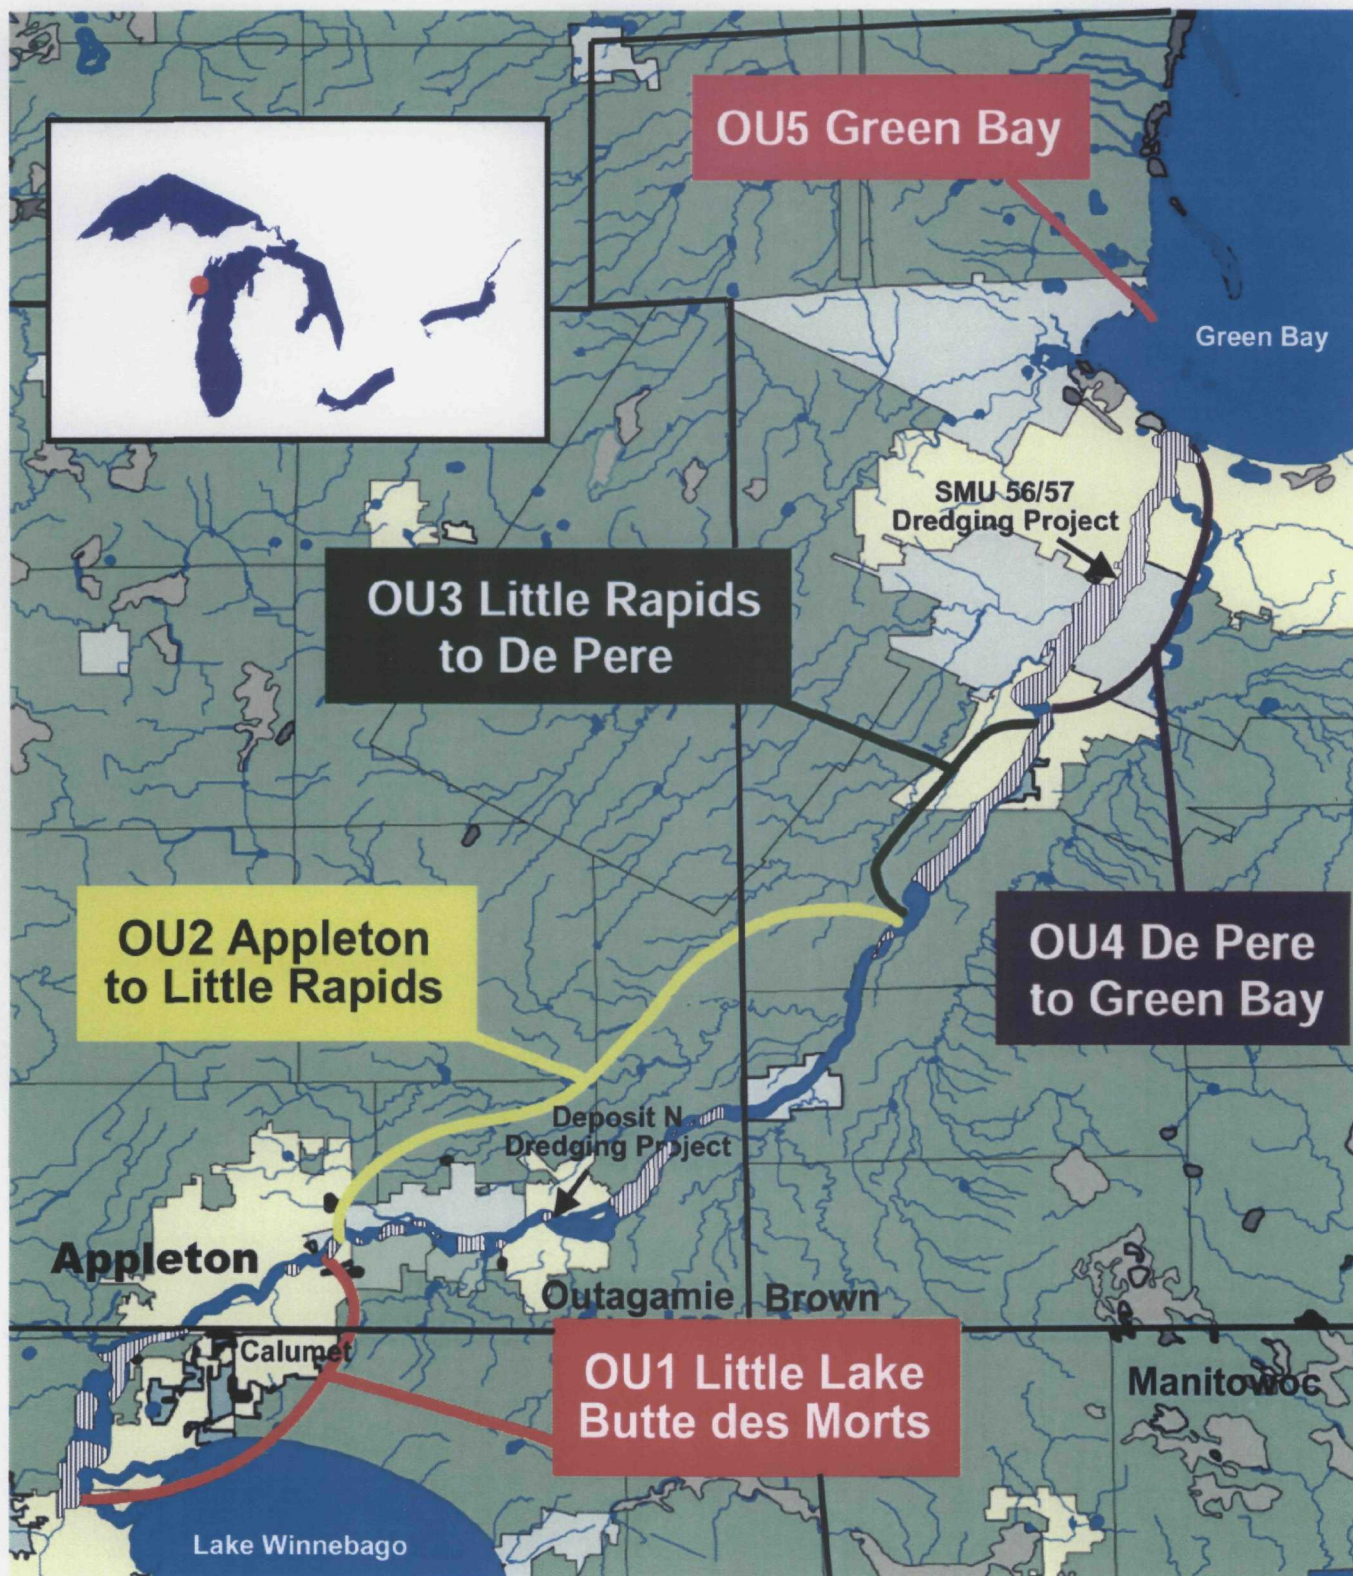 OU5 Green Bay
Green Bay
SMU 56/57
Dredging Project
OU3 Little Rapids
to De Pere
OU2 Appleton
to Little Rapids
OU4 De Pere
to Green Bay
Deposit N
Dredging Project
Appleton
Outagamie
Brown
Calumet
OU1 Little Lake
Butte des Morts
Manitowoc
Lake Winnebago